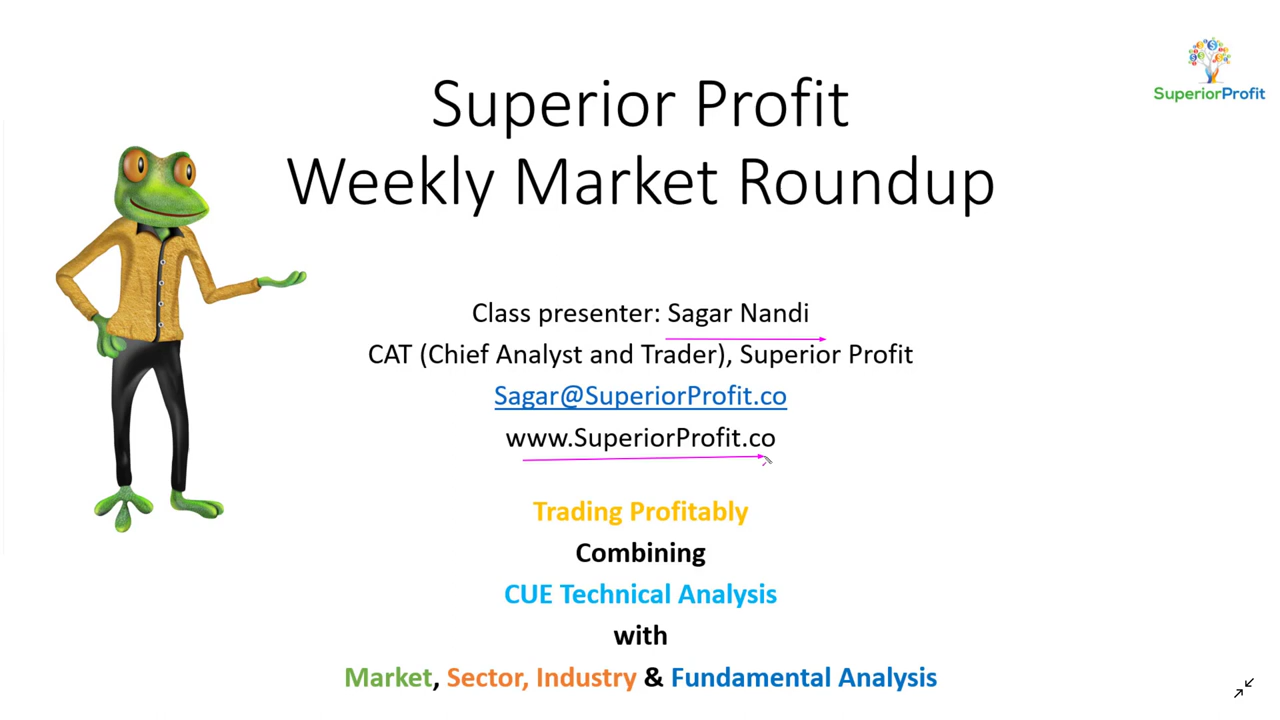 SuperiorProfit
Superior Profit
Weekly Market Roundup
Class presenter: Sagar Nandi
CAT (Chief Analyst and Trader), Superior Profit
Sagar@SuperiorProfit.co
www.SuperiorProfit.co
Trading Profitably
Combining
CUE Technical Analysis
with
Market, Sector, Industry & Fundamental Analysis